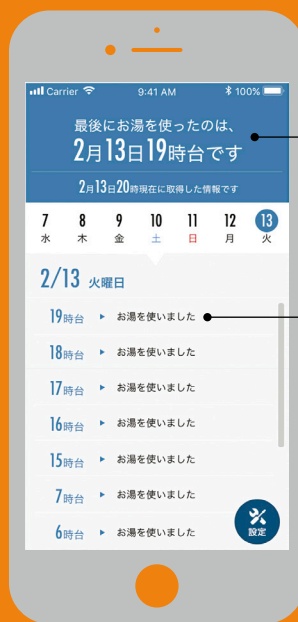 Carrier 9:41 AM 100%
最後にお湯を使ったのは、
2月13日19時台です
2月13日20時現在に取得した情報です
7 8 9 10 11 12 13
水 木 金 土 日 月 火
2/13 火曜日
19時台 お湯を使いました
18時台 お湯を使いました
17時台 お湯を使いました
16時台 お湯を使いました
15時台 お湯を使いました
7時台 お湯を使いました
6時台 お湯を使いました
設定